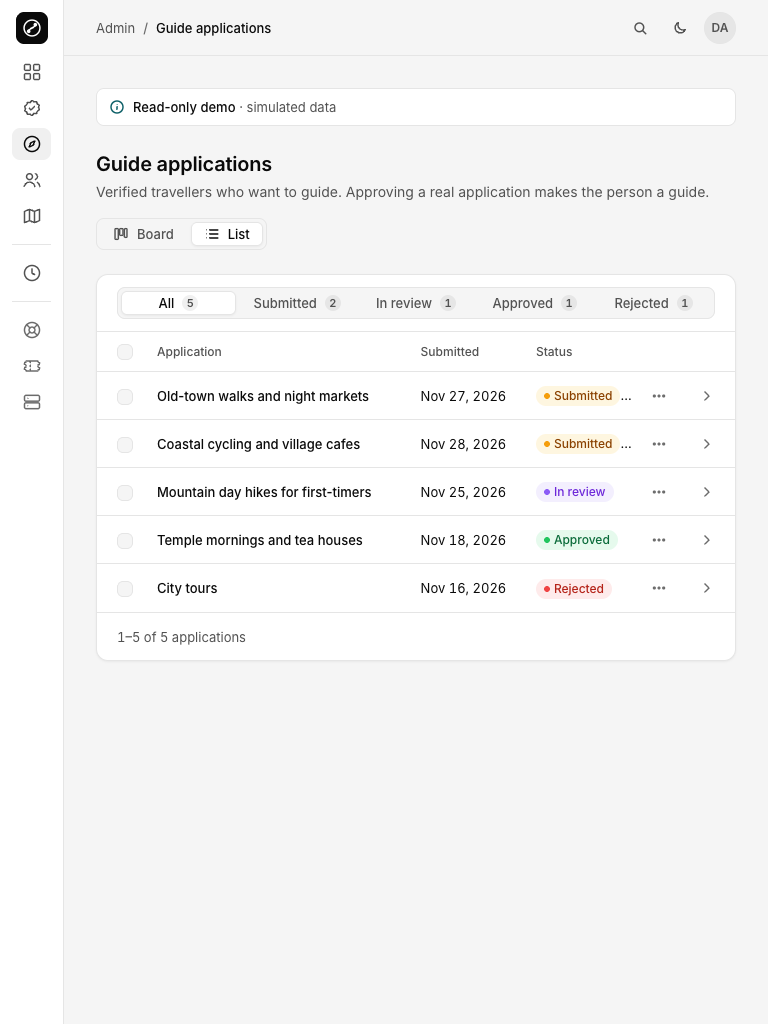 Admin / Guide applications
DA
Read-only demo · simulated data
Guide applications
Verified travellers who want to guide. Approving a real application makes the person a guide.
Board List
All 5 Submitted 2 In review 1 Approved 1 Rejected 1
Application Submitted Status
Old-town walks and night markets Nov 27, 2026 Submitted ...
Coastal cycling and village cafes Nov 28, 2026 Submitted ...
Mountain day hikes for first-timers Nov 25, 2026 In review
Temple mornings and tea houses Nov 18, 2026 Approved
City tours Nov 16, 2026 Rejected
1–5 of 5 applications